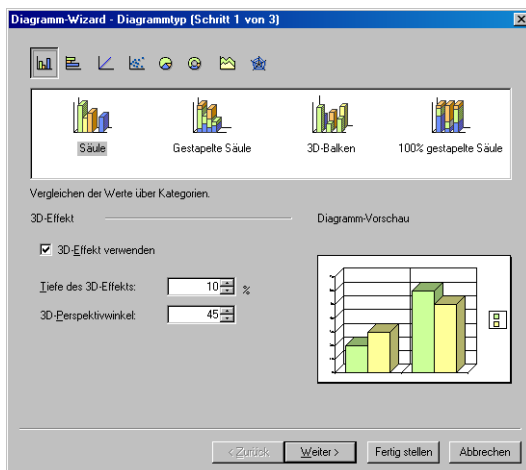 Diagramm-Wizard - Diagrammtyp (Schritt 1 von 3)
Säule
Gestapelte Säule
3D-Balken
100% gestapelte Säule
Vergleichen der Werte über Kategorien.
3D-Effekt
Diagramm-Vorschau
3D-Effekt verwenden
Tiefe des 3D-Effekts:
10
%
3D-Perspektivwinkel:
45
< Zurück
Weiter >
Fertig stellen
Abbrechen